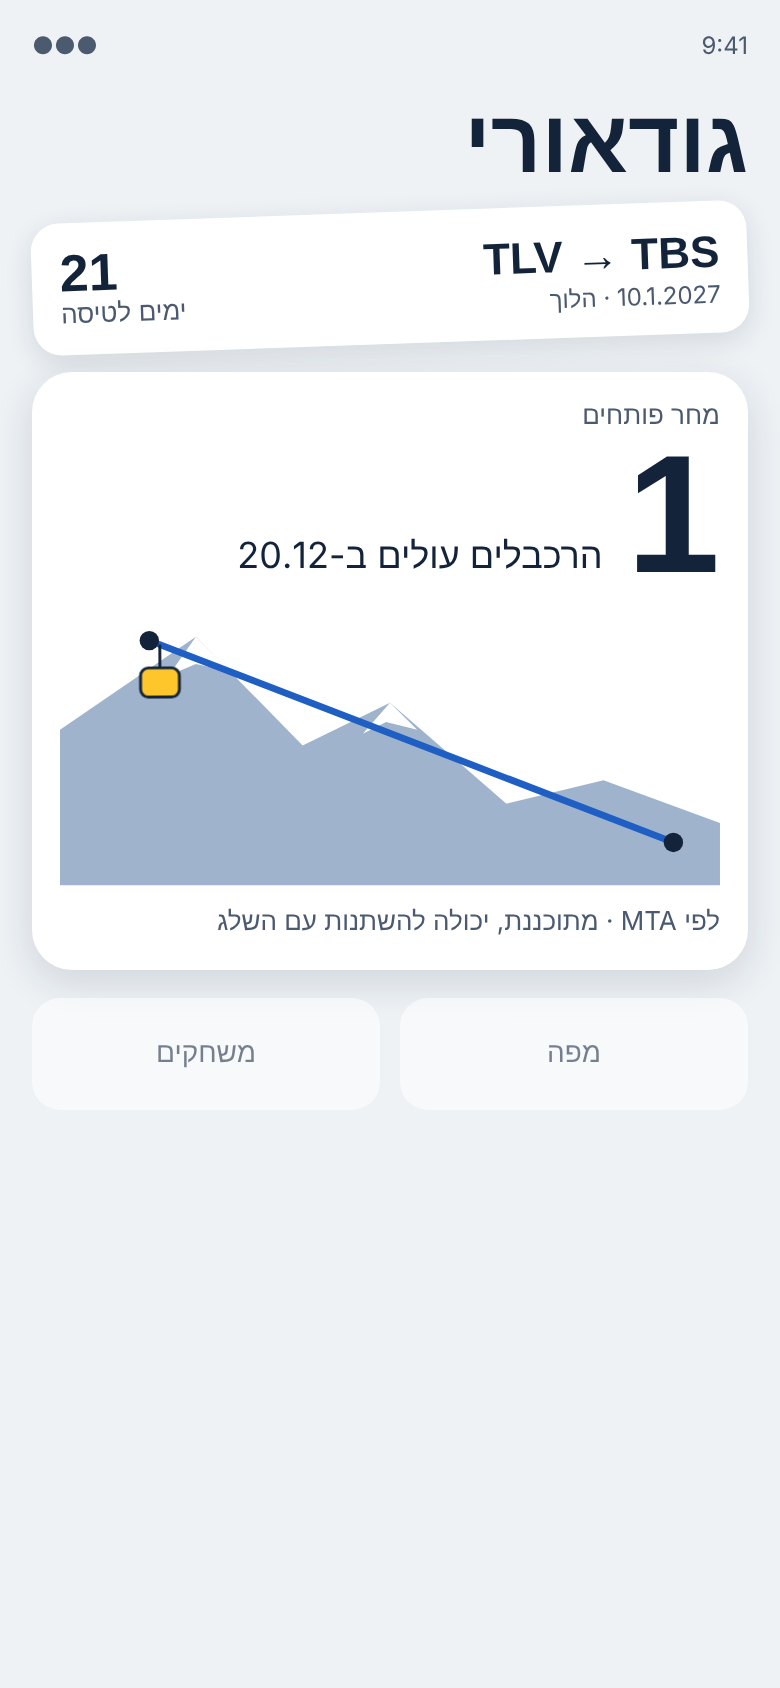 9:41
גודאורי
TLV → TBS
10.1.2027 · הלוך
21
ימים לטיסה
מחר פותחים
1
הרכבלים עולים ב-20.12
לפי MTA · מתוכננת, יכולה להשתנות עם השלג
מפה
משחקים